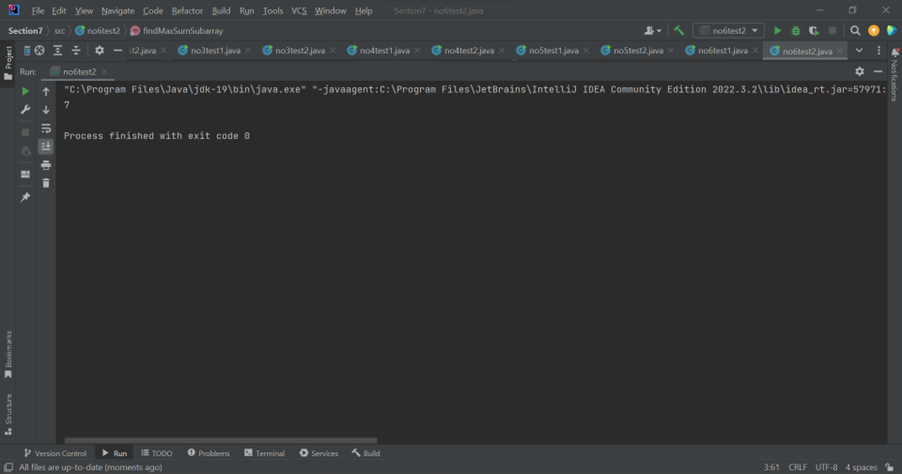 File Edit View Navigate Code Refactor Build Run Tools VCS Window Help Section7 - no6test2.java
Section7 src no6test2 findMaxSumSubarray no6test2
st2.java no3test1.java no3test2.java no4test1.java no4test2.java no5test1.java no5test2.java no6test1.java no6test2.java
Run: no6test2
"C:\Program Files\Java\jdk-19\bin\java.exe" "-javaagent:C:\Program Files\JetBrains\IntelliJ IDEA Community Edition 2022.3.2\lib\idea_rt.jar=57971:
7
Process finished with exit code 0
Project
Bookmarks
Structure
Notifications
Version Control Run TODO Problems Terminal Services Build
All files are up-to-date (moments ago) 3:61 CRLF UTF-8 4 spaces